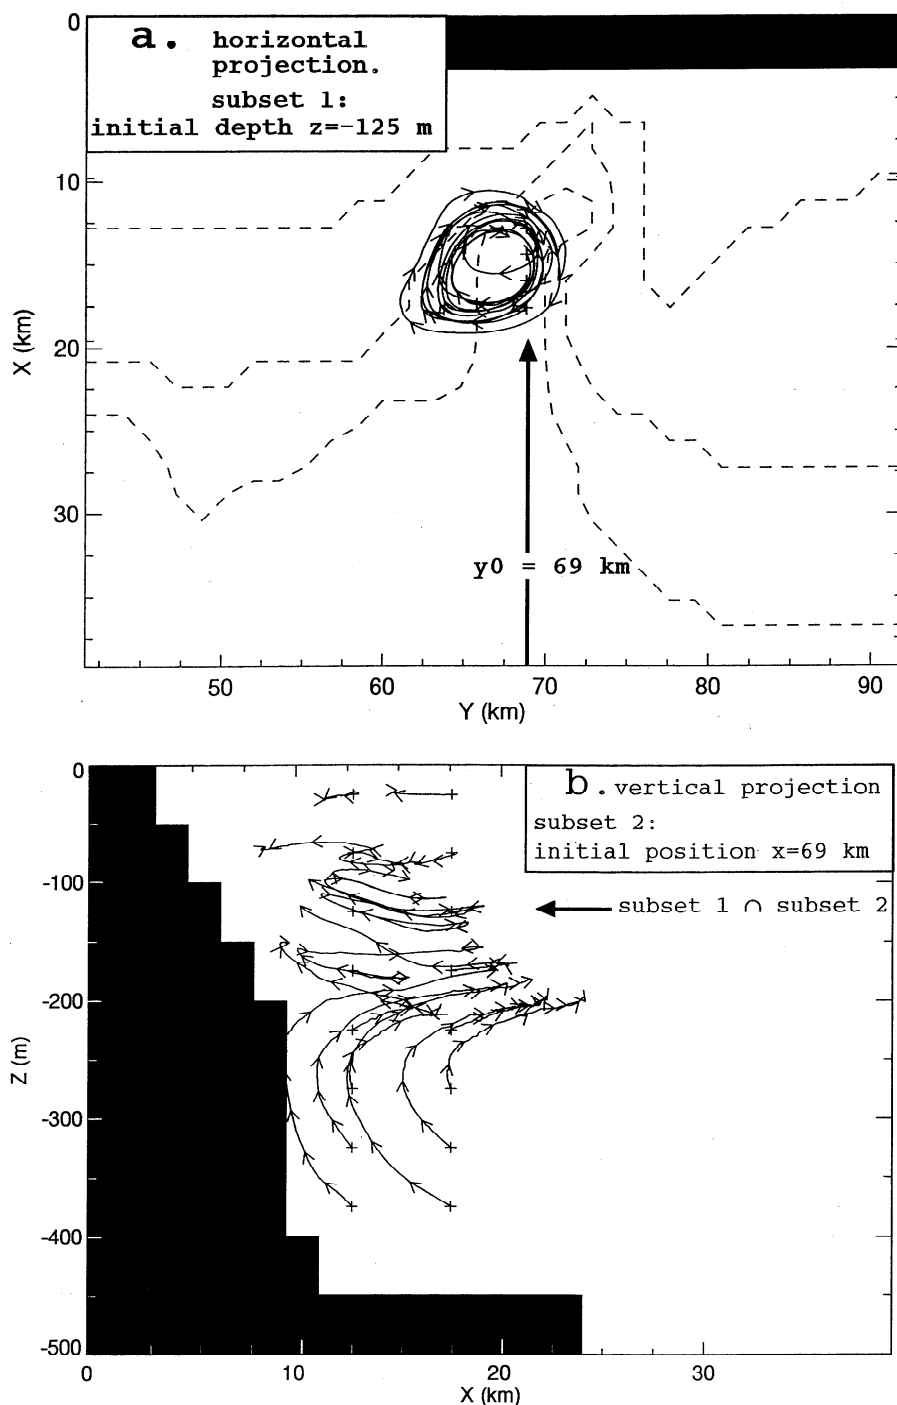 a. horizontal
projection.
subset 1:
initial depth z=-125 m
0
10
20
30
X (km)
y0 = 69 km
50
60
70
80
90
Y (km)
b. vertical projection
subset 2:
initial position x=69 km
subset 1 ∩ subset 2
0
-100
-200
-300
-400
-500
Z (m)
0
10
20
30
X (km)